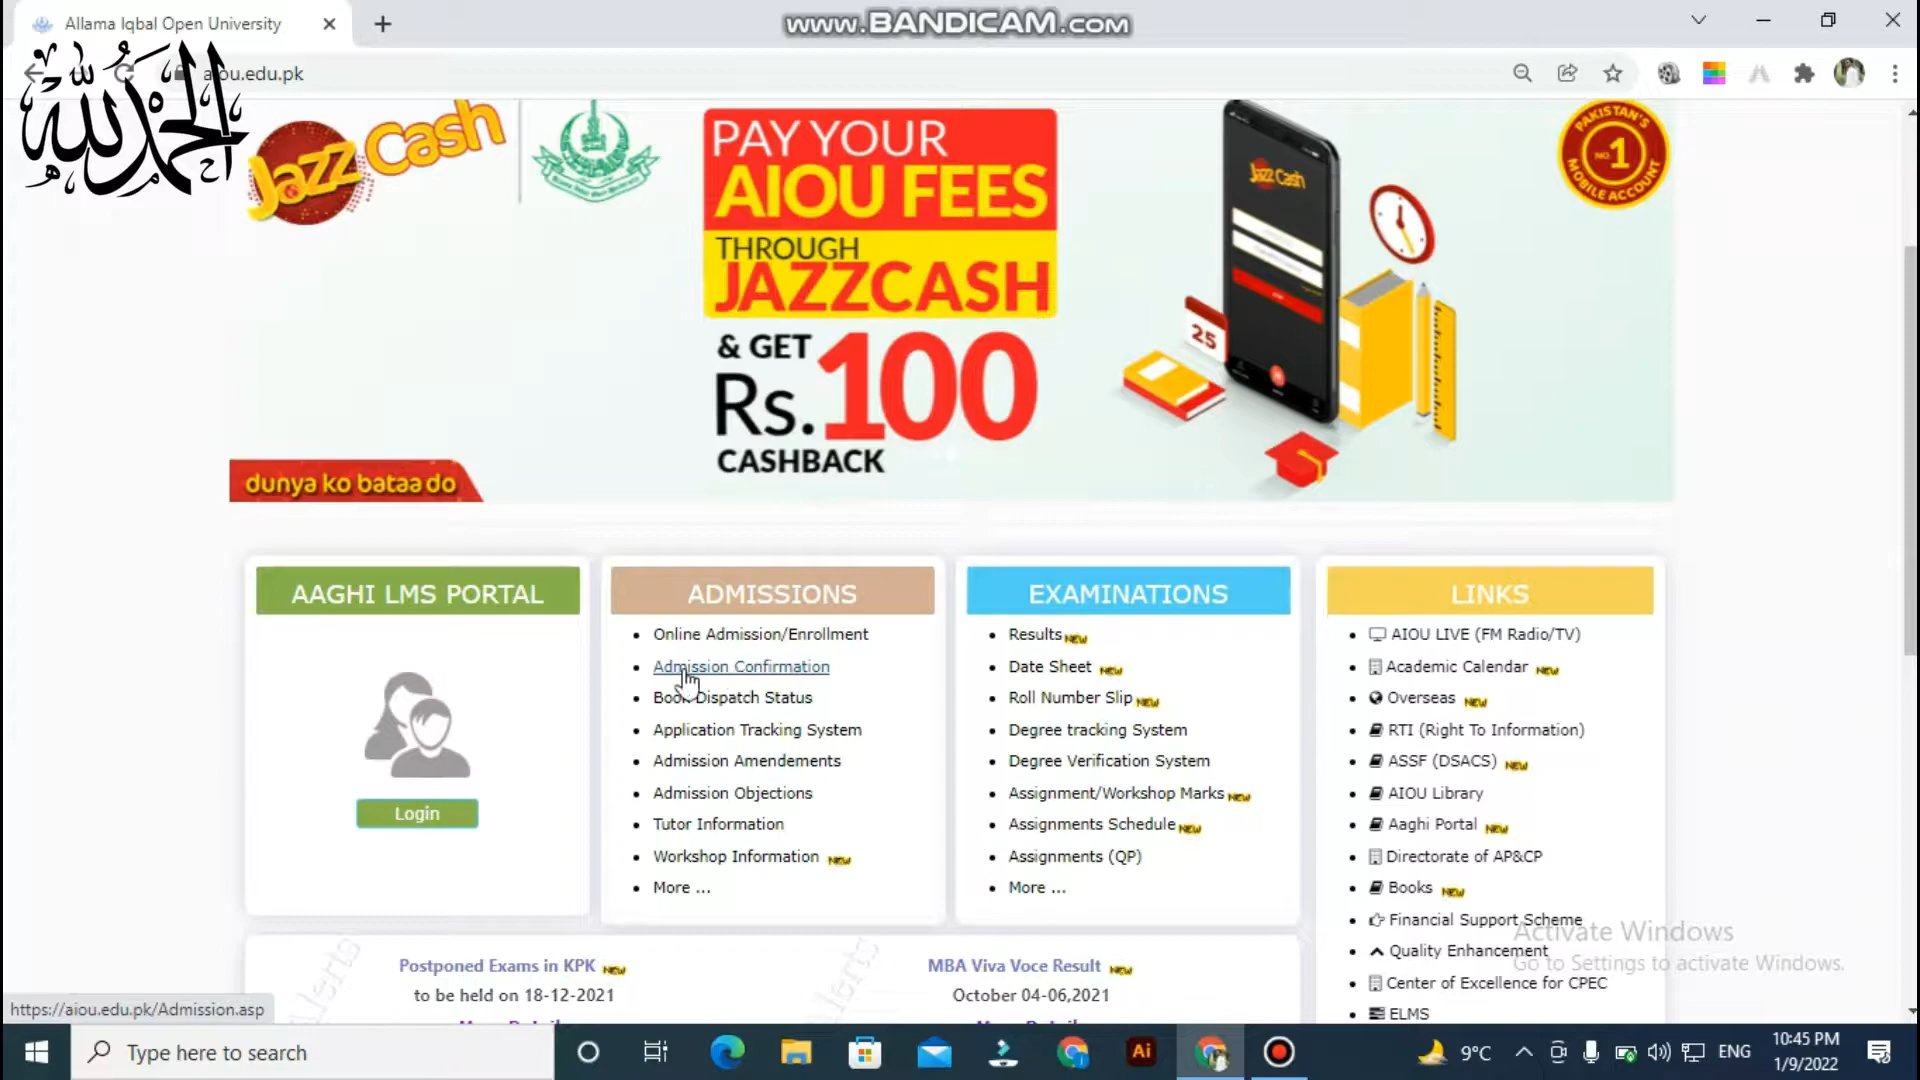 Allama Iqbal Open University
www.BANDICAM.com
aiou.edu.pk
الحمدلله
Jazz Cash
PAY YOUR
AIOU FEES
THROUGH
JAZZCASH
& GET
Rs.100
CASHBACK
Jazz Cash
25
PAKISTAN'S
NO.1
MOBILE ACCOUNT
dunya ko bataa do
AAGHI LMS PORTAL
Login
ADMISSIONS
Online Admission/Enrollment
Admission Confirmation
Book Dispatch Status
Application Tracking System
Admission Amendements
Admission Objections
Tutor Information
Workshop Information NEW
More ...
EXAMINATIONS
Results NEW
Date Sheet NEW
Roll Number Slip NEW
Degree tracking System
Degree Verification System
Assignment/Workshop Marks NEW
Assignments Schedule NEW
Assignments (QP)
More ...
LINKS
AIOU LIVE (FM Radio/TV)
Academic Calendar NEW
Overseas NEW
RTI (Right To Information)
ASSF (DSACS) NEW
AIOU Library
Aaghi Portal NEW
Directorate of AP&CP
Books NEW
Financial Support Scheme
Quality Enhancement
Center of Excellence for CPEC
ELMS
Alerts
Postponed Exams in KPK NEW
to be held on 18-12-2021
Alerts
MBA Viva Voce Result NEW
October 04-06,2021
Activate Windows
Go to Settings to activate Windows.
https://aiou.edu.pk/Admission.asp
Type here to search
Ai
9°C
ENG
10:45 PM
1/9/2022